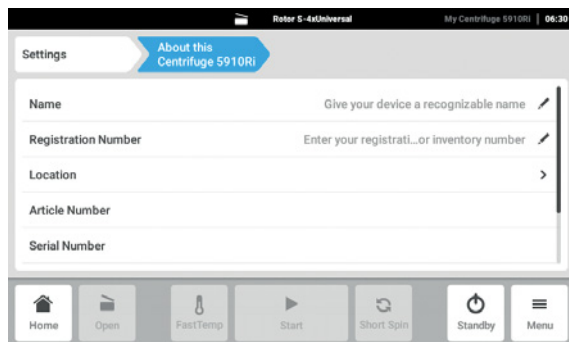 Rotor S-4xUniversal
My Centrifuge 5910Ri | 06:30
Settings
About this
Centrifuge 5910Ri
Name
Give your device a recognizable name
Registration Number
Enter your registrati...or inventory number
Location
Article Number
Serial Number
Home
Open
FastTemp
Start
Short Spin
Standby
Menu